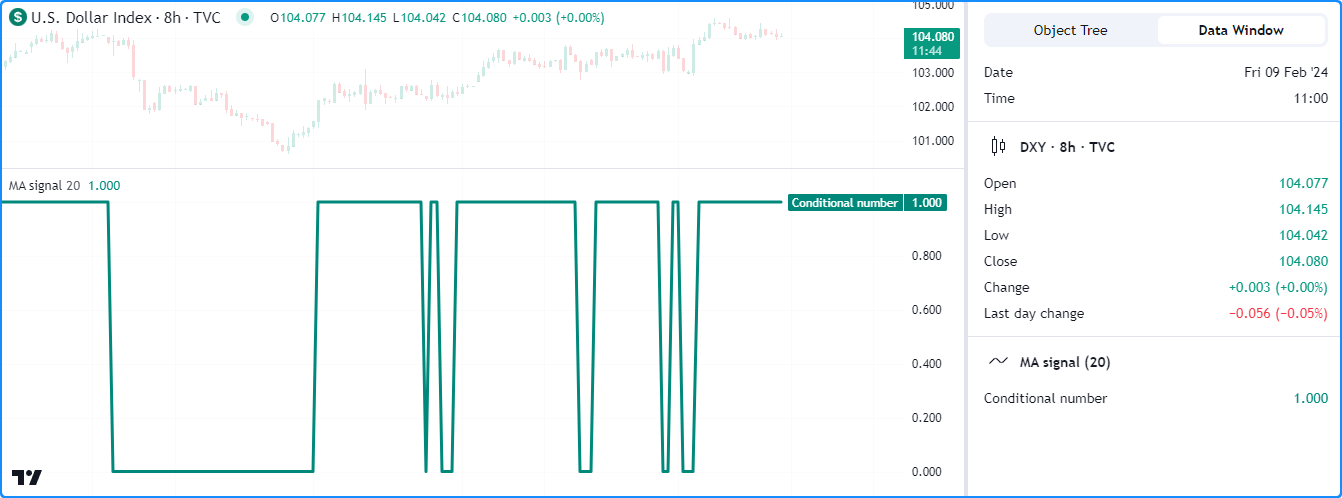 U.S. Dollar Index · 8h · TVC O104.077 H104.145 L104.042 C104.080 +0.003 (+0.00%)
105.000
104.080
11:44
103.000
102.000
101.000
MA signal 20 1.000
Conditional number 1.000
0.800
0.600
0.400
0.200
0.000
Object Tree Data Window
Date Fri 09 Feb '24
Time 11:00
DXY · 8h · TVC
Open 104.077
High 104.145
Low 104.042
Close 104.080
Change +0.003 (+0.00%)
Last day change −0.056 (−0.05%)
MA signal (20)
Conditional number 1.000